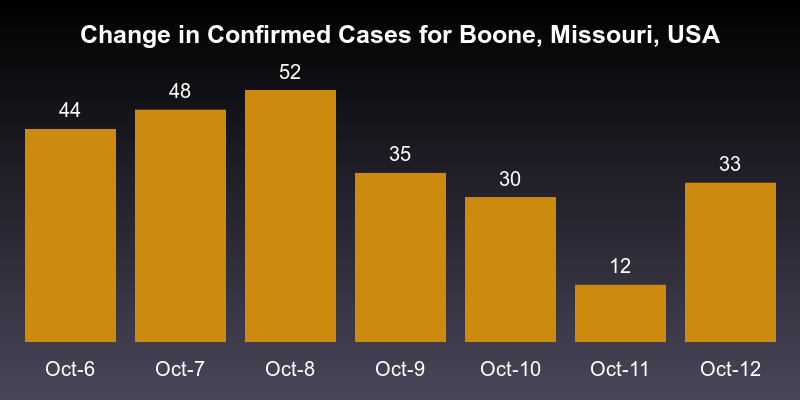 Change in Confirmed Cases for Boone, Missouri, USA
44
48
52
35
30
12
33
Oct-6
Oct-7
Oct-8
Oct-9
Oct-10
Oct-11
Oct-12